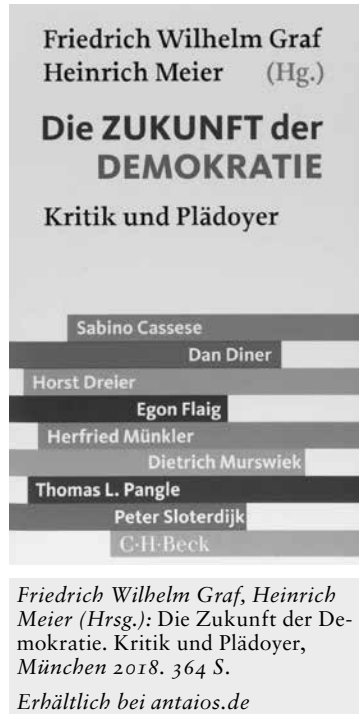 Friedrich Wilhelm Graf
Heinrich Meier (Hg.)
Die ZUKUNFT der
DEMOKRATIE
Kritik und Plädoyer
Sabino Cassese
Dan Diner
Horst Dreier
Egon Flaig
Herfried Münkler
Dietrich Murswiek
Thomas L. Pangle
Peter Sloterdijk
C·H·Beck
Friedrich Wilhelm Graf, Heinrich
Meier (Hrsg.): Die Zukunft der De-
mokratie. Kritik und Plädoyer,
München 2018. 364 S.
Erhältlich bei antaios.de